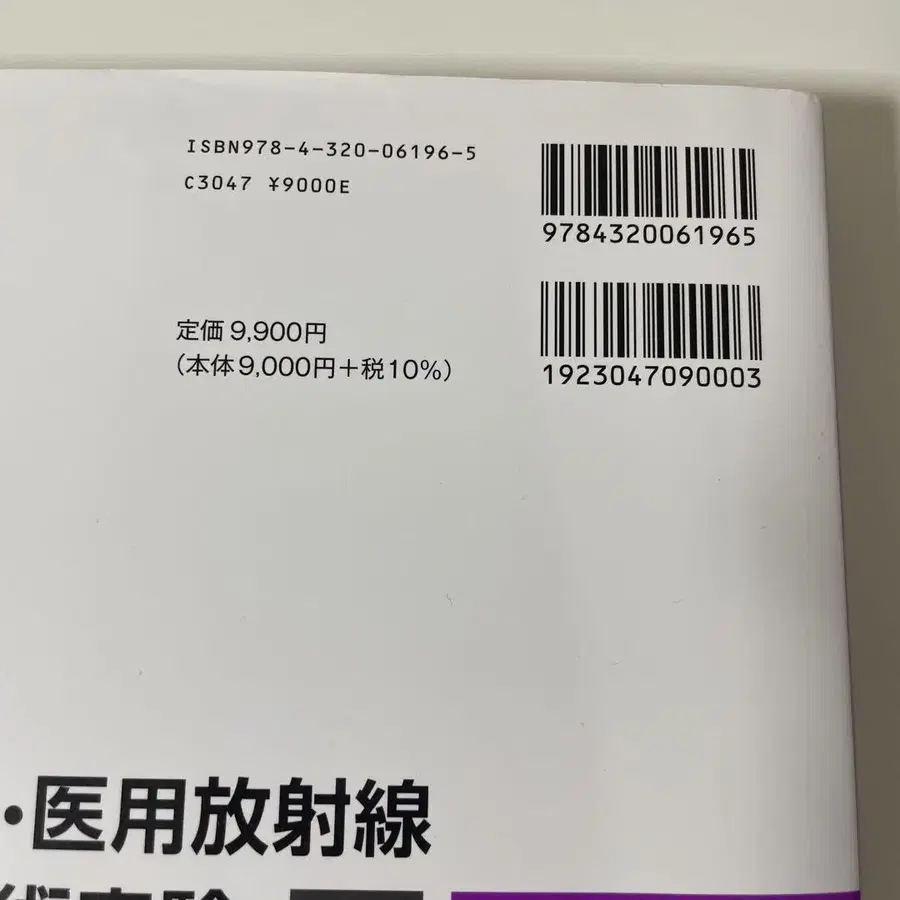 ISBN978-4-320-06196-5
C3047 ¥9000E
9784320061965
定価 9,900円
(本体9,000円+税10%)
1923047090003
・医用放射線